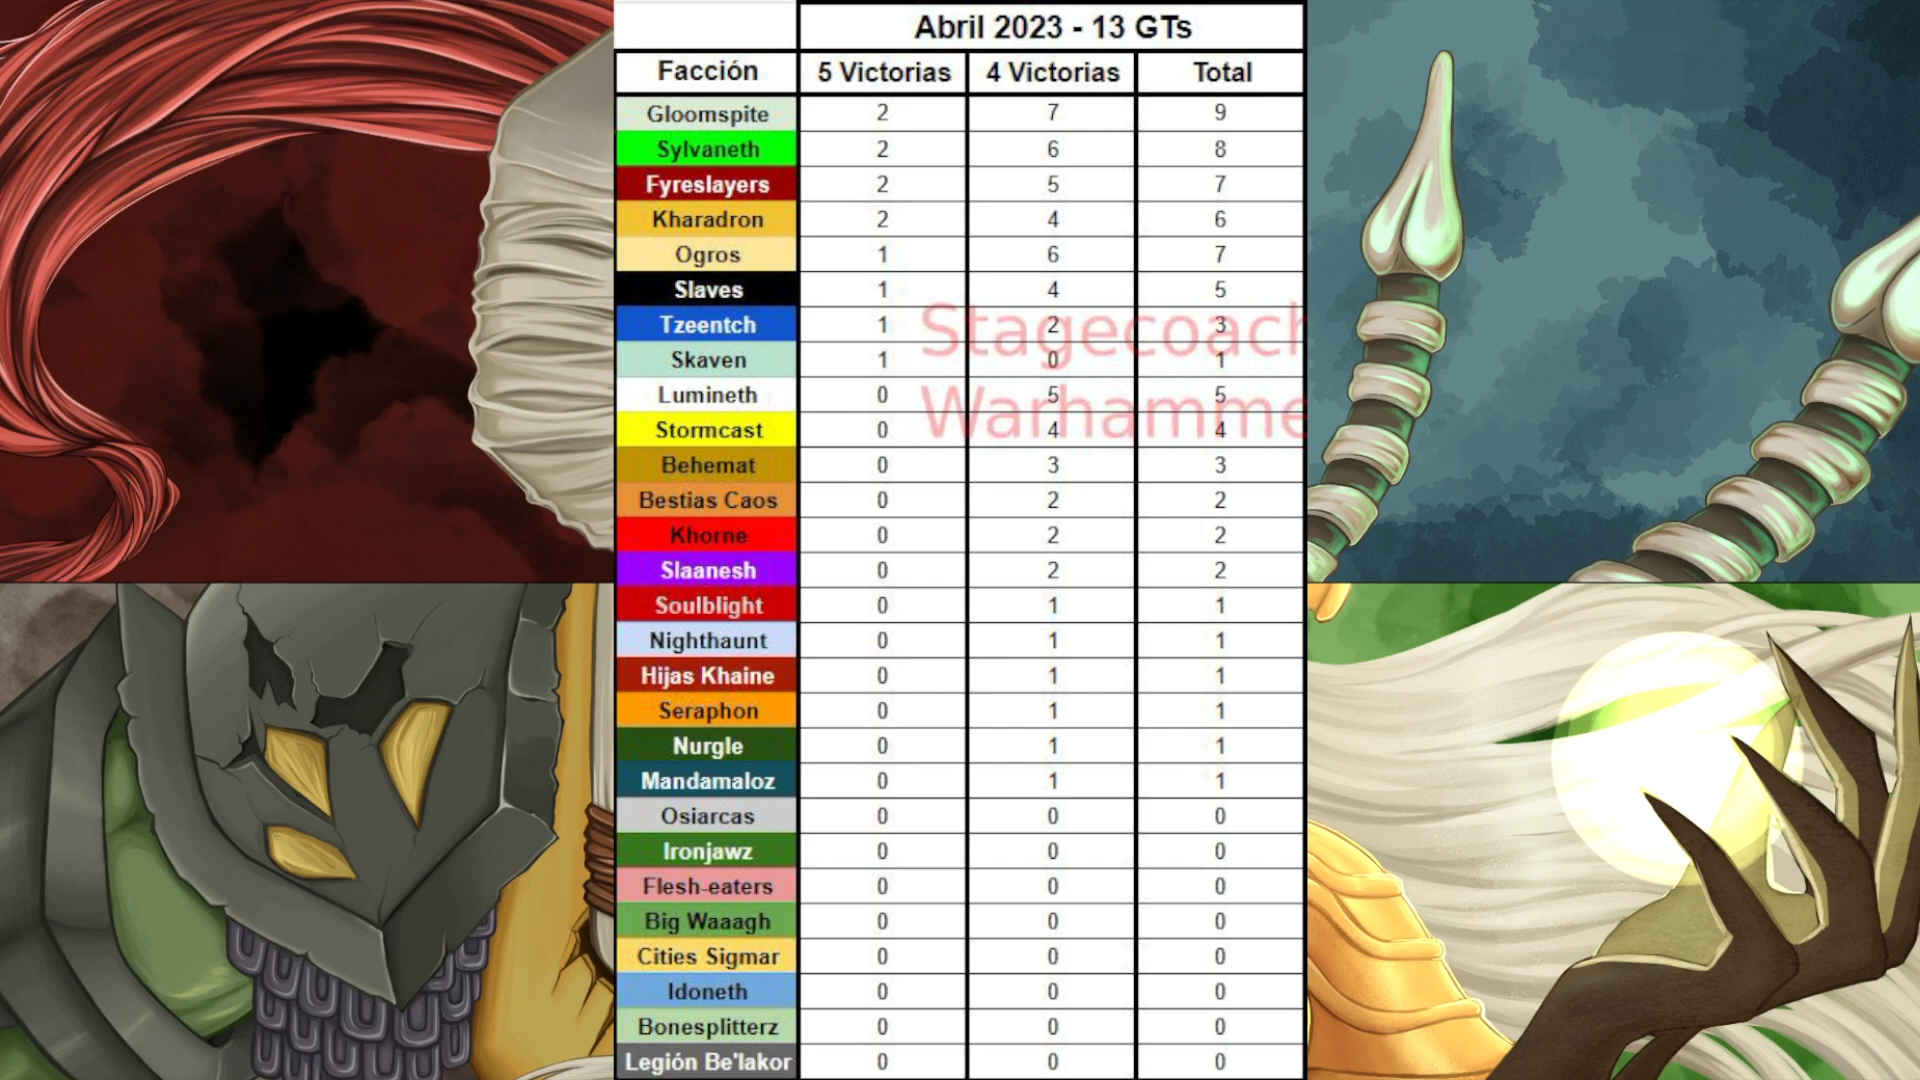 Abril 2023 - 13 GTs
Facción 5 Victorias 4 Victorias Total
Gloomspite 2 7 9
Sylvaneth 2 6 8
Fyreslayers 2 5 7
Kharadron 2 4 6
Ogros 1 6 7
Slaves 1 4 5
Tzeentch 1 2 3
Skaven 1 0 1
Lumineth 0 5 5
Stormcast 0 4 4
Behemat 0 3 3
Bestias Caos 0 2 2
Khorne 0 2 2
Slaanesh 0 2 2
Soulblight 0 1 1
Nighthaunt 0 1 1
Hijas Khaine 0 1 1
Seraphon 0 1 1
Nurgle 0 1 1
Mandamaloz 0 1 1
Osiarcas 0 0 0
Ironjawz 0 0 0
Flesh-eaters 0 0 0
Big Waaagh 0 0 0
Cities Sigmar 0 0 0
Idoneth 0 0 0
Bonesplitterz 0 0 0
Legión Be'lakor 0 0 0
Stagecoach
Warhamme